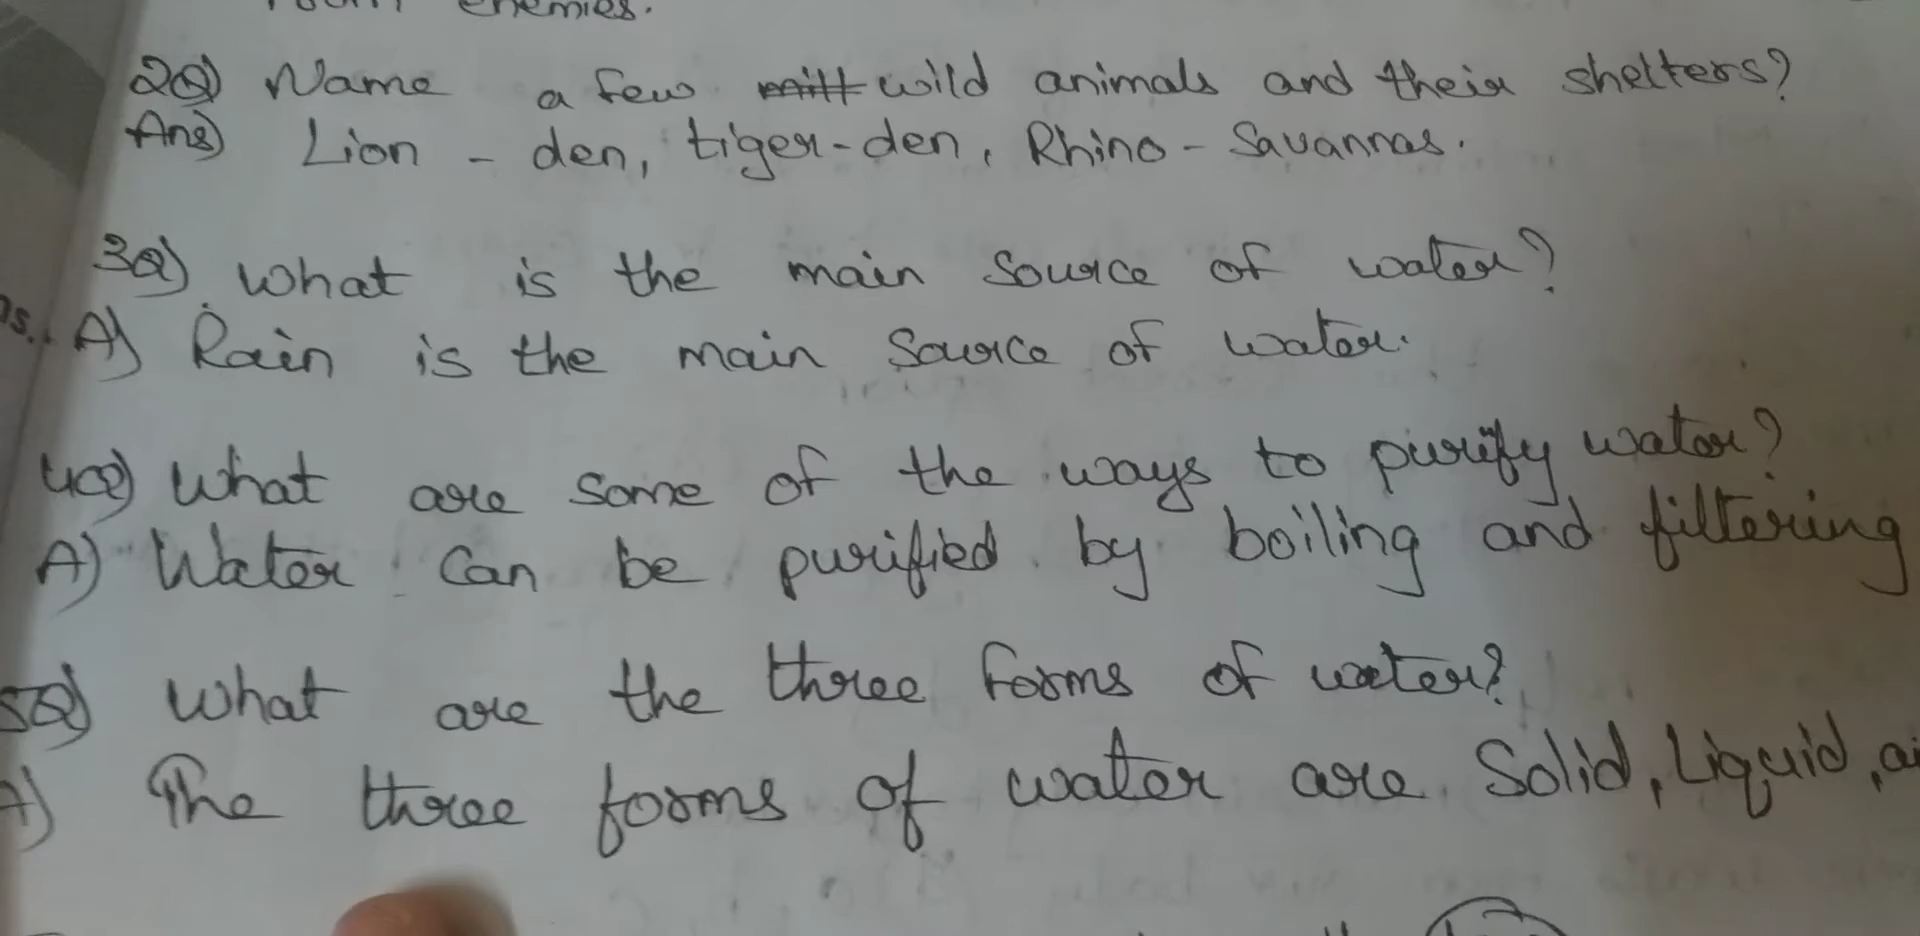 enemies.
2Q) Name a few wild animals and their shelters?
Ans) Lion - den, tiger-den, Rhino - Savannas.
3Q) What is the main source of water?
A) Rain is the main source of water.
4Q) What are some of the ways to purify water?
A) Water can be purified by boiling and filtering
5Q) What are the three forms of water?
A) The three forms of water are Solid, Liquid,